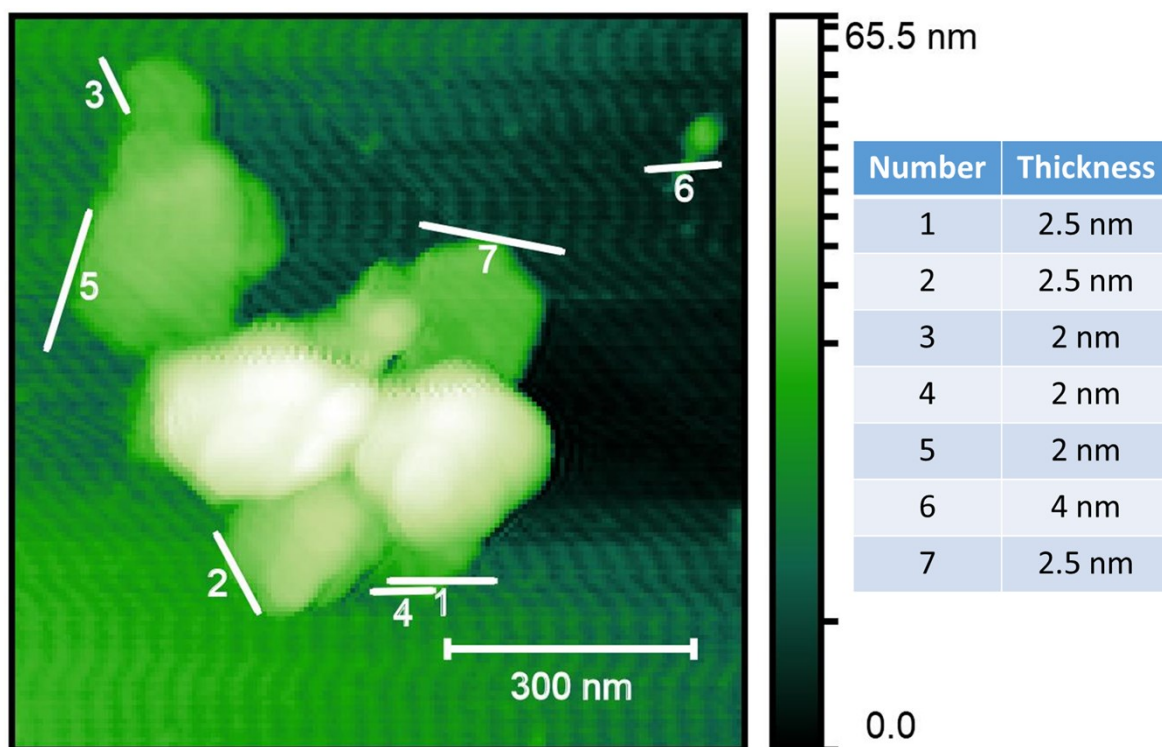 65.5 nm
3
6
7
5
2
4
1
300 nm
0.0
Number Thickness
1 2.5 nm
2 2.5 nm
3 2 nm
4 2 nm
5 2 nm
6 4 nm
7 2.5 nm